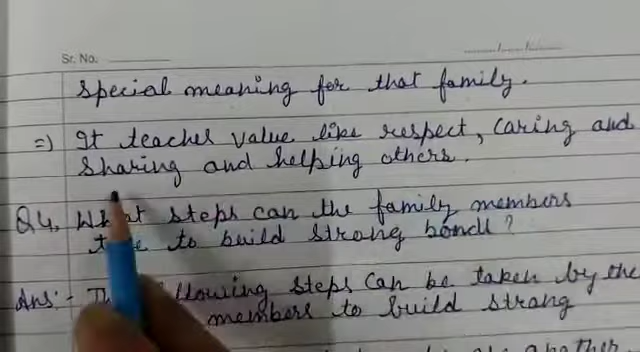 Sr. No.
special meaning for that family.
=) It teaches value like respect, caring and
sharing and helping others.
Q4. What steps can the family members
to build strong bonds?
Ans:- steps can be taken by the
members to build strong
another